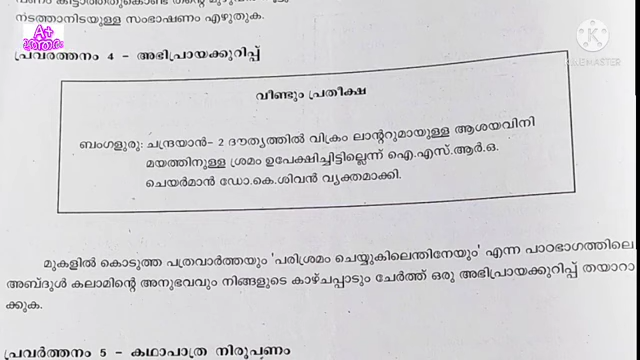 നടത്താനിടയുള്ള സംഭാഷണം എഴുതുക.
A+
പ്രവർത്തനം 4 - അഭിപ്രായക്കുറിപ്പ്
KINEMASTER
വീണ്ടും പ്രതീക്ഷ
ബംഗളൂരു: ചന്ദ്രയാൻ- 2 ദൗത്യത്തിൽ വിക്രം ലാന്ററുമായുള്ള ആശയവിനി
മയത്തിനുള്ള ശ്രമം ഉപേക്ഷിച്ചിട്ടില്ലെന്ന് ഐ.എസ്.ആർ.ഒ.
ചെയർമാൻ ഡോ.കെ.ശിവൻ വ്യക്തമാക്കി.
മുകളിൽ കൊടുത്ത പത്രവാർത്തയും 'പരിശ്രമം ചെയ്യുകിലെന്തിനേയും' എന്ന പാഠഭാഗത്തിലെ
അബ്ദുൾ കലാമിന്റെ അനുഭവവും നിങ്ങളുടെ കാഴ്ചപ്പാടും ചേർത്ത് ഒരു അഭിപ്രായക്കുറിപ്പ് തയാറാ
ക്കുക.
പ്രവർത്തനം 5 - കഥാപാത്ര നിരൂപണം